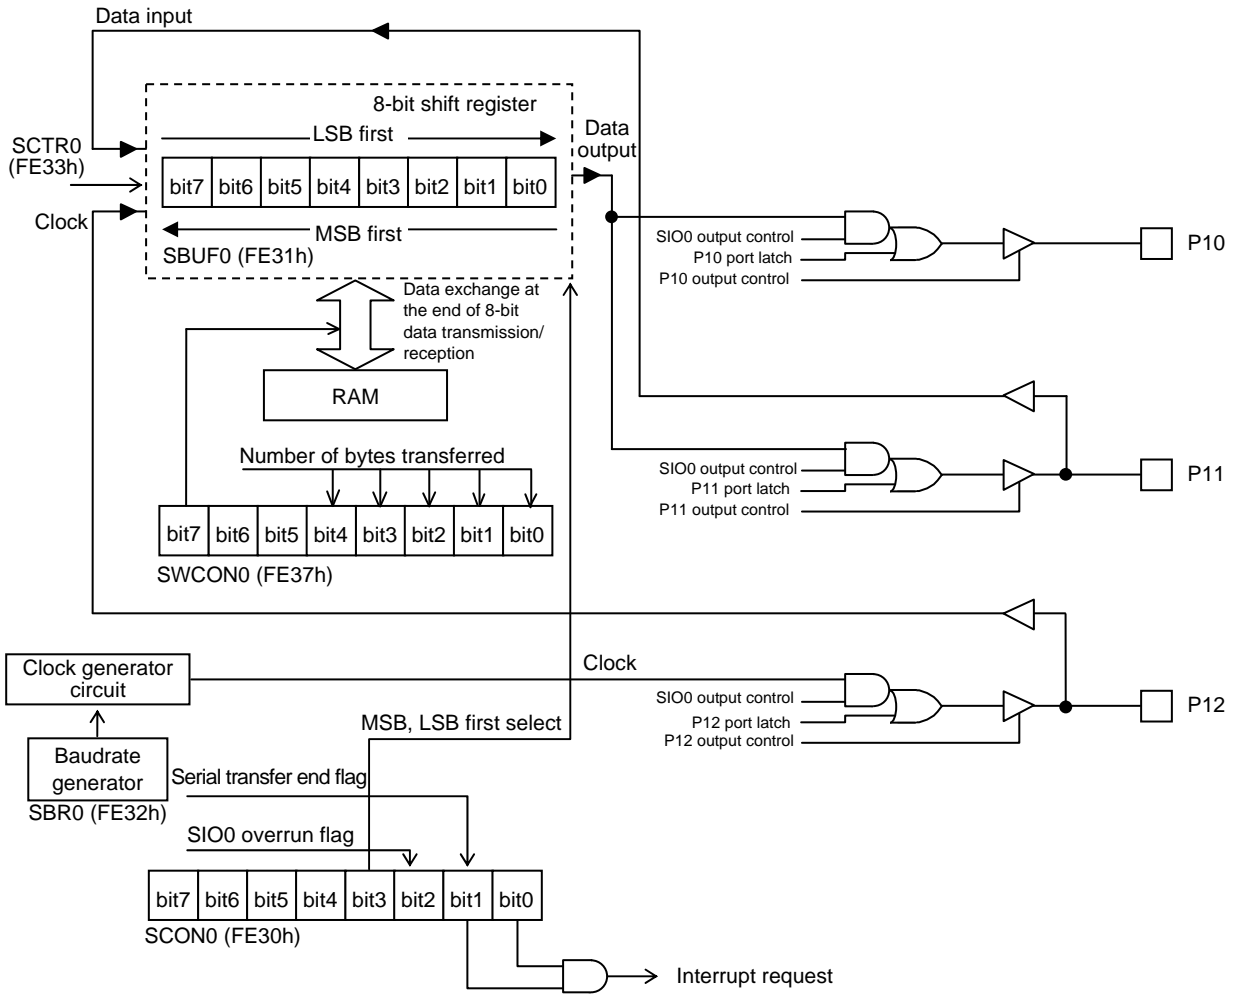 Data input
8-bit shift register
LSB first
Data
output
SCTR0
(FE33h)
bit7 bit6 bit5 bit4 bit3 bit2 bit1 bit0
Clock
MSB first
SBUF0 (FE31h)
SIO0 output control
P10 port latch
P10 output control
P10
Data exchange at
the end of 8-bit
data transmission/
reception
RAM
Number of bytes transferred
bit7 bit6 bit5 bit4 bit3 bit2 bit1 bit0
SWCON0 (FE37h)
SIO0 output control
P11 port latch
P11 output control
P11
Clock generator
circuit
Clock
SIO0 output control
P12 port latch
P12 output control
P12
MSB, LSB first select
Baudrate
generator
SBR0 (FE32h)
Serial transfer end flag
SIO0 overrun flag
bit7 bit6 bit5 bit4 bit3 bit2 bit1 bit0
SCON0 (FE30h)
Interrupt request